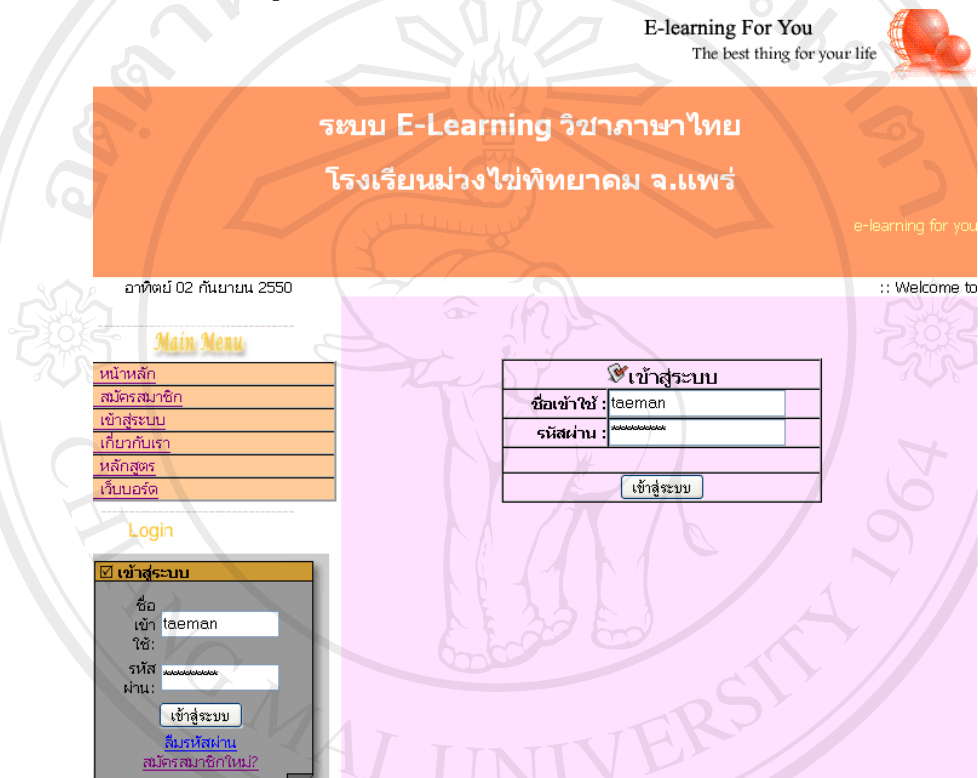 E-learning For You
The best thing for your life
ระบบ E-Learning วิชาภาษาไทย
โรงเรียนม่วงไข่พิทยาคม จ.แพร่
e-learning for you
อาทิตย์ 02 กันยายน 2550
:: Welcome to
Main Menu
หน้าหลัก
สมัครสมาชิก
เข้าสู่ระบบ
เกี่ยวกับเรา
หลักสูตร
เว็บบอร์ด
เข้าสู่ระบบ
ชื่อเข้าใช้ : taeman
รหัสผ่าน : **********
เข้าสู่ระบบ
Login
เข้าสู่ระบบ
ชื่อ
เข้า taeman
ใช้:
รหัส **********
ผ่าน:
เข้าสู่ระบบ
ลืมรหัสผ่าน
สมัครสมาชิกใหม่?
CHIANG MAI UNIVERSITY 1964